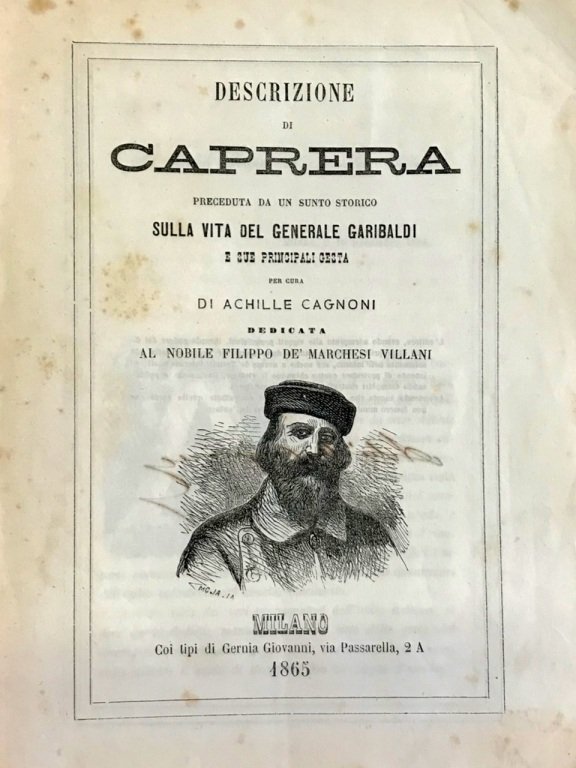 DESCRIZIONE
DI
CAPRERA
PRECEDUTA DA UN SUNTO STORICO
SULLA VITA DEL GENERALE GARIBALDI
E SUE PRINCIPALI GESTA
PER CURA
DI ACHILLE CAGNONI
DEDICATA
AL NOBILE FILIPPO DE' MARCHESI VILLANI
MILANO
Coi tipi di Gernia Giovanni, via Passarella, 2 A
1865